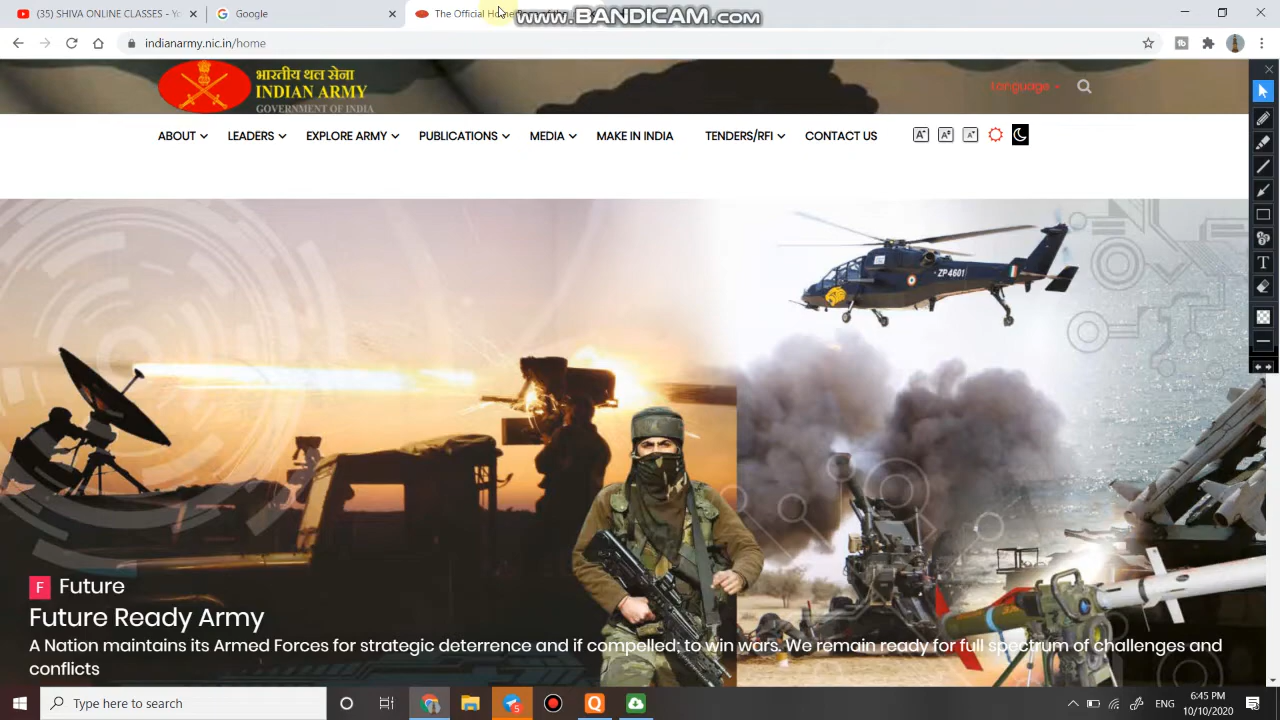 (35) SHIVA ONLINE CLASSES - Yo
Google
The Official Ho
www.BANDICAM.com
indianarmy.nic.in/home
भारतीय थल सेना
INDIAN ARMY
GOVERNMENT OF INDIA
Language
ABOUT LEADERS EXPLORE ARMY PUBLICATIONS MEDIA MAKE IN INDIA TENDERS/RFI CONTACT US
ZP 4601
F Future
Future Ready Army
A Nation maintains its Armed Forces for strategic deterrence and if compelled; to win wars. We remain ready for full spectrum of challenges and
conflicts
Type here to search
ENG
6:45 PM
10/10/2020